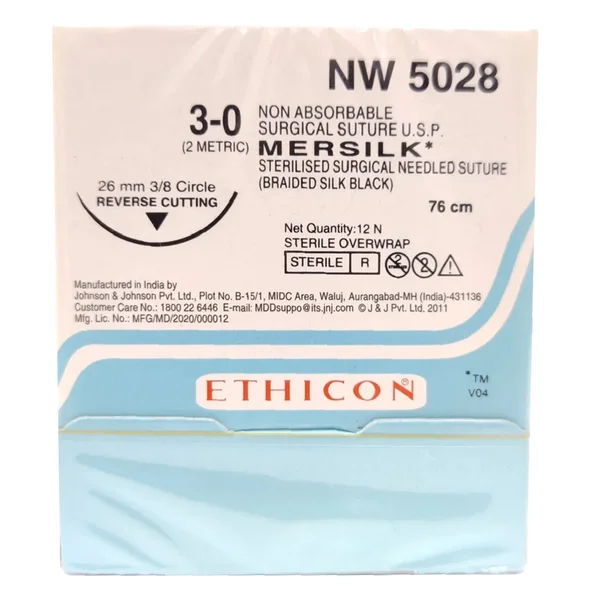 NW 5028
3-0
(2 METRIC)
NON ABSORBABLE
SURGICAL SUTURE U.S.P.
MERSILK*
STERILISED SURGICAL NEEDLED SUTURE
(BRAIDED SILK BLACK)
26 mm 3/8 Circle
REVERSE CUTTING
76 cm
Net Quantity:12 N
STERILE OVERWRAP
STERILE R
Manufactured in India by
Johnson & Johnson Pvt. Ltd., Plot No. B-15/1, MIDC Area, Waluj, Aurangabad-MH (India)-431136
Customer Care No.: 1800 22 6446 E-mail: MDDsuppo@its.jnj.com © J & J Pvt. Ltd. 2011
Mfg. Lic. No.: MFG/MD/2020/000012
ETHICON®
*TM
V04